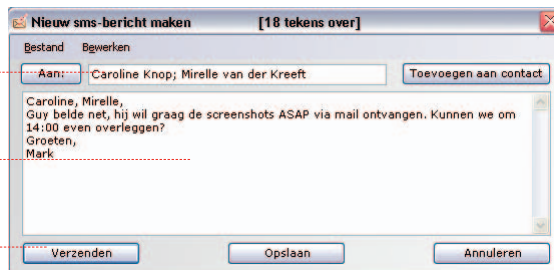 Nieuw sms-bericht maken [18 tekens over]
Bestand Bewerken
Aan: Caroline Knop; Mirelle van der Kreeft Toevoegen aan contact
Caroline, Mirelle,
Guy belde net, hij wil graag de screenshots ASAP via mail ontvangen. Kunnen we om
14:00 even overleggen?
Groeten,
Mark
Verzenden Opslaan Annuleren